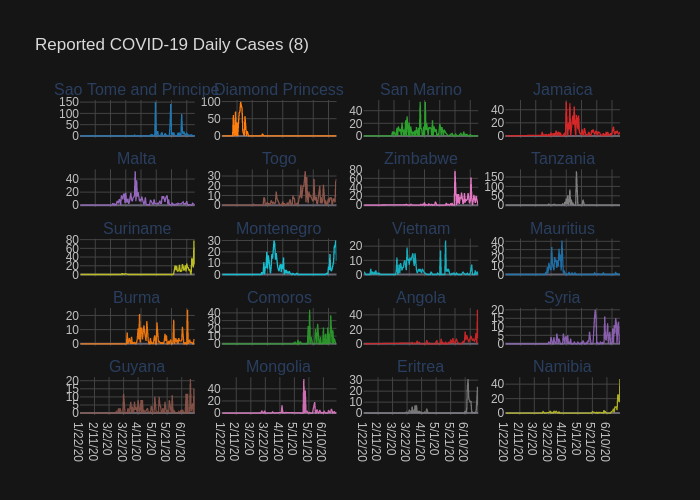 Reported COVID-19 Daily Cases (8)
Sao Tome and Principe Diamond Princess San Marino Jamaica
150 100 50 0
100 50 0
40 20 0
40 20 0
Malta Togo Zimbabwe Tanzania
40 20 0
30 20 10 0
80 60 40 20 0
150 100 50 0
Suriname Montenegro Vietnam Mauritius
80 60 40 20 0
30 20 10 0
20 10 0
40 30 20 10 0
Burma Comoros Angola Syria
20 10 0
40 30 20 10 0
40 20 0
20 15 10 5 0
Guyana Mongolia Eritrea Namibia
20 15 10 5 0
40 20 0
30 20 10 0
40 20 0
1/22/20 2/11/20 3/2/20 3/22/20 4/11/20 5/1/20 5/21/20 6/10/20
1/22/20 2/11/20 3/2/20 3/22/20 4/11/20 5/1/20 5/21/20 6/10/20
1/22/20 2/11/20 3/2/20 3/22/20 4/11/20 5/1/20 5/21/20 6/10/20
1/22/20 2/11/20 3/2/20 3/22/20 4/11/20 5/1/20 5/21/20 6/10/20